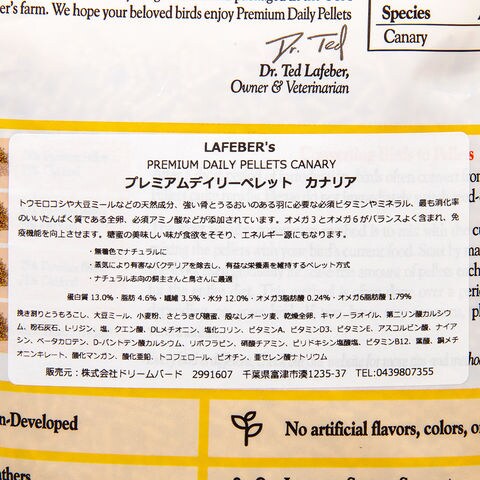 er's farm. We hope your beloved birds enjoy Premium Daily Pellets
Species
Canary
Dr. Ted
Dr. Ted Lafeber,
Owner & Veterinarian
LAFEBER's
PREMIUM DAILY PELLETS CANARY
プレミアムデイリーペレット カナリア
トウモロコシや大豆ミールなどの天然成分、強い骨とうるおいのある羽に必要な必須ビタミンやミネラル、最も消化率
のいいたんぱく質である全卵、必須アミノ酸などが添加されています。オメガ3とオメガ6がバランスよく含まれ、免
疫機能を向上させます。糖蜜の美味しい味が食欲をそそり、エネルギー源にもなります。
・無着色でナチュラルに
・蒸気により有害なバクテリアを除去し、有益な栄養素を維持するペレット方式
・ナチュラル志向の飼主さんと鳥さんに最適
蛋白質 13.0%・脂肪 4.6%・繊維 3.5%・水分 12.0%・オメガ3脂肪酸 0.24%・オメガ6脂肪酸 1.79%
挽き割りとうもろこし、大豆ミール、小麦粉、さとうきび糖蜜、殻なしオーツ麦、乾燥全卵、キャノーラオイル、第二リン酸カルシウ
ム、粉石灰石、L-リジン、塩、クエン酸、DLメチオニン、塩化コリン、ビタミンA、ビタミンD3、ビタミンE、アスコルビン酸、ナイア
シン、ベータカロテン、D-パントテン酸カルシウム、リボフラビン、硝酸チアミン、ピリドキシン塩酸塩、ビタミンB12、葉酸、銅メチ
オニンキレート、酸化マンガン、酸化亜鉛、トコフェロール、ビオチン、亜セレン酸ナトリウム
販売元：株式会社ドリームバード 2991607 千葉県富津市湊1235-37 TEL:0439807355
n-Developed
No artificial flavors, colors, o